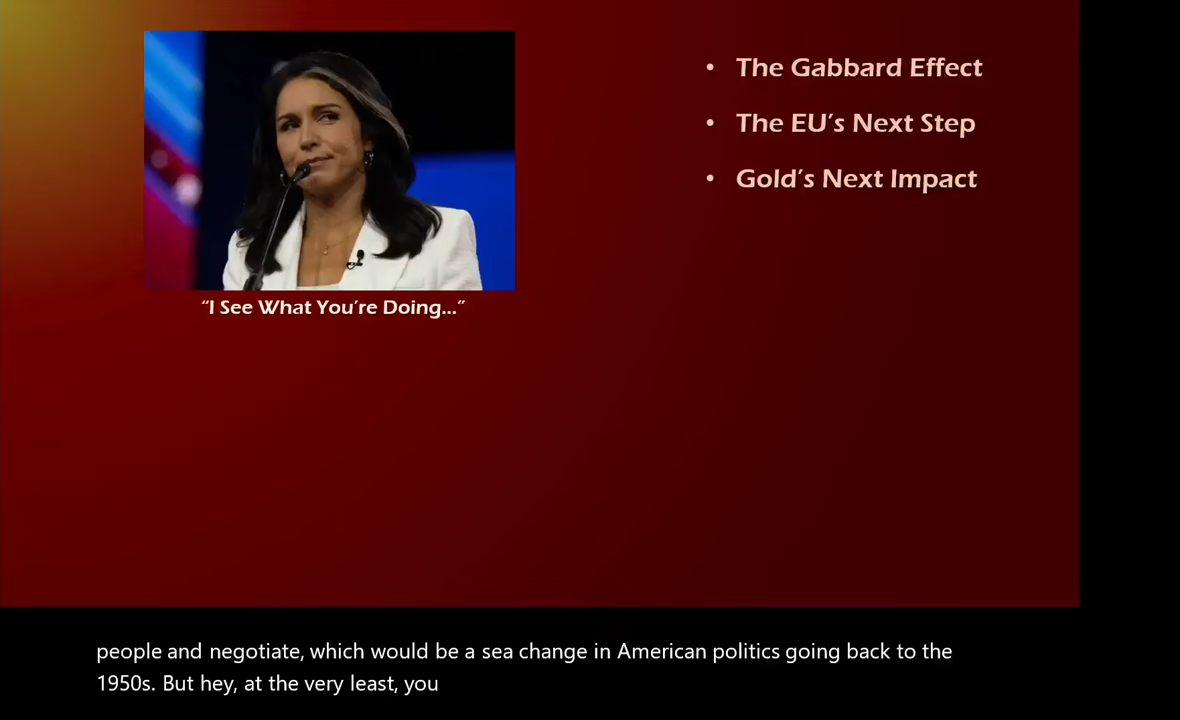 • The Gabbard Effect
• The EU’s Next Step
• Gold’s Next Impact
“I See What You’re Doing...”
people and negotiate, which would be a sea change in American politics going back to the
1950s. But hey, at the very least, you